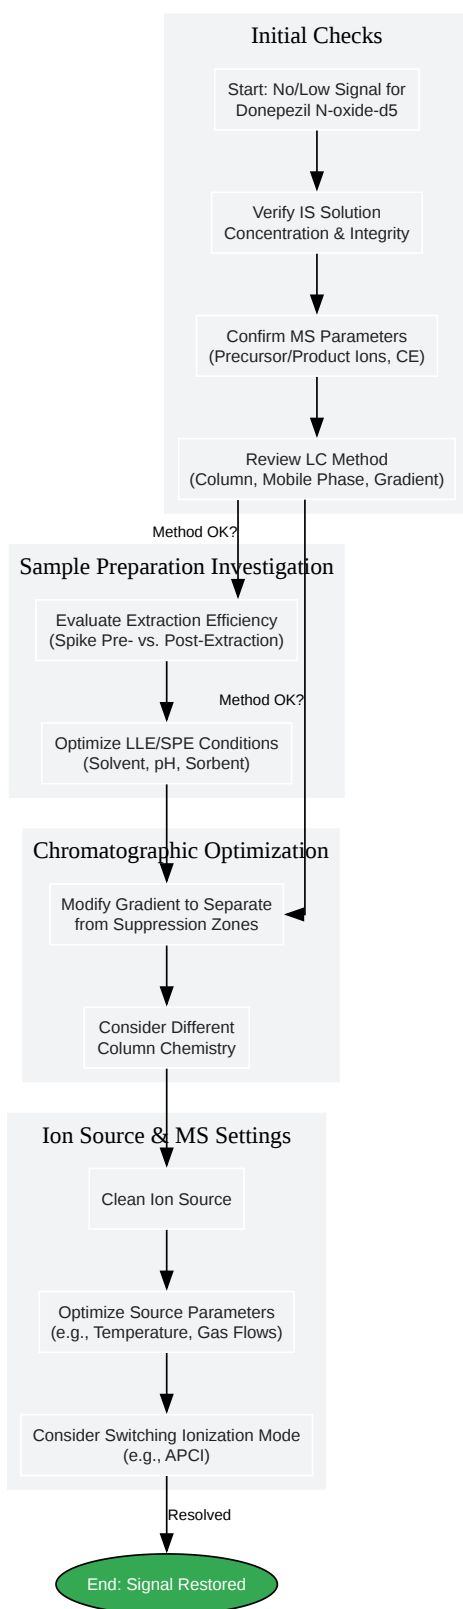 Initial Checks
Start: No/Low Signal for
Donepezil N-oxide-d5
Verify IS Solution
Concentration & Integrity
Confirm MS Parameters
(Precursor/Product Ions, CE)
Review LC Method
(Column, Mobile Phase, Gradient)
Method OK?
Sample Preparation Investigation
Evaluate Extraction Efficiency
(Spike Pre- vs. Post-Extraction)
Method OK?
Optimize LLE/SPE Conditions
(Solvent, pH, Sorbent)
Chromatographic Optimization
Modify Gradient to Separate
from Suppression Zones
Consider Different
Column Chemistry
Ion Source & MS Settings
Clean Ion Source
Optimize Source Parameters
(e.g., Temperature, Gas Flows)
Consider Switching Ionization Mode
(e.g., APCI)
Resolved
End: Signal Restored